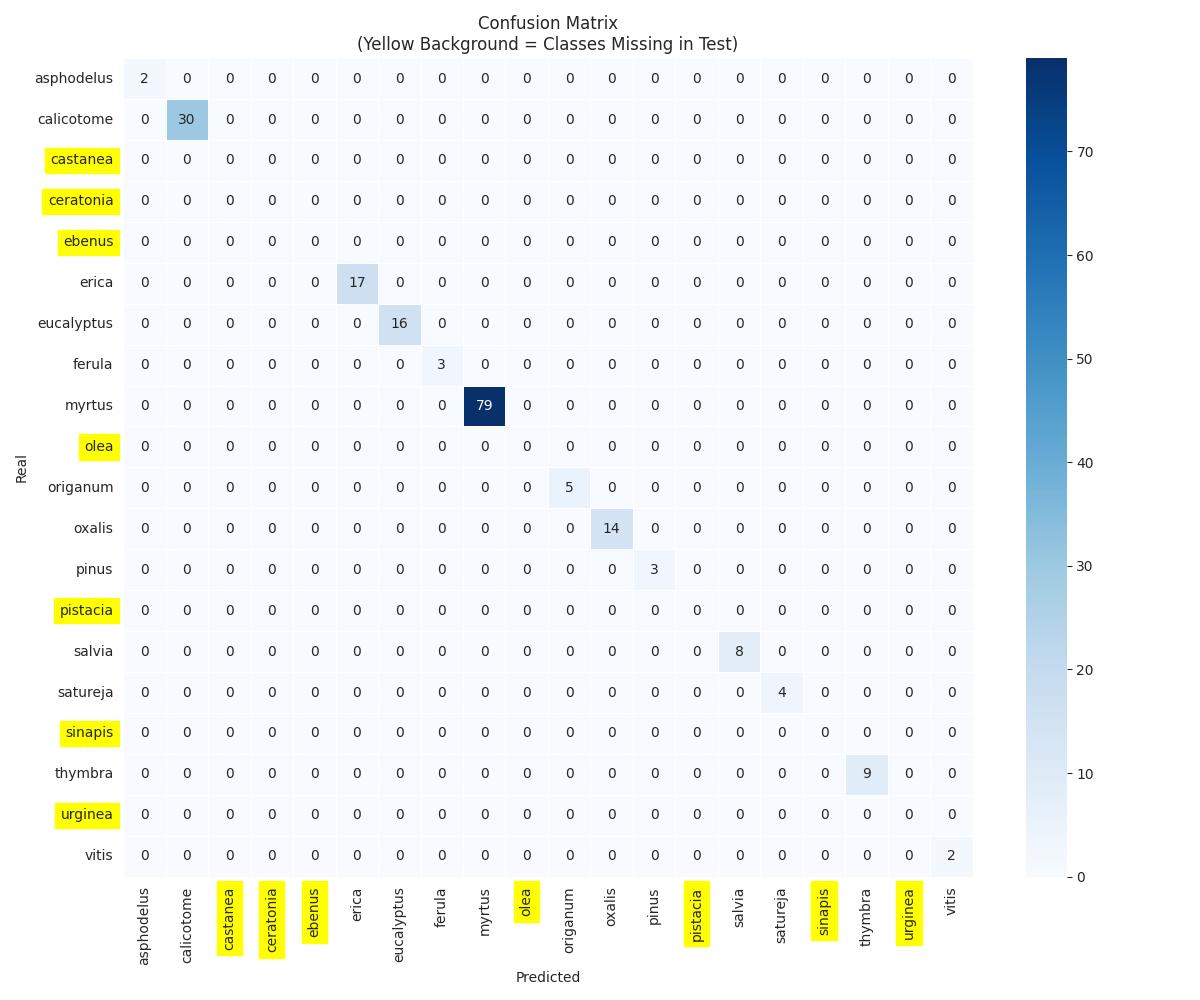 Confusion Matrix
(Yellow Background = Classes Missing in Test)
asphodelus 2 0 0 0 0 0 0 0 0 0 0 0 0 0 0 0 0 0 0 0
calicotome 0 30 0 0 0 0 0 0 0 0 0 0 0 0 0 0 0 0 0 0
castanea 0 0 0 0 0 0 0 0 0 0 0 0 0 0 0 0 0 0 0 0
ceratonia 0 0 0 0 0 0 0 0 0 0 0 0 0 0 0 0 0 0 0 0
ebenus 0 0 0 0 0 0 0 0 0 0 0 0 0 0 0 0 0 0 0 0
erica 0 0 0 0 0 17 0 0 0 0 0 0 0 0 0 0 0 0 0 0
eucalyptus 0 0 0 0 0 0 16 0 0 0 0 0 0 0 0 0 0 0 0 0
ferula 0 0 0 0 0 0 0 3 0 0 0 0 0 0 0 0 0 0 0 0
myrtus 0 0 0 0 0 0 0 0 79 0 0 0 0 0 0 0 0 0 0 0
olea 0 0 0 0 0 0 0 0 0 0 0 0 0 0 0 0 0 0 0 0
origanum 0 0 0 0 0 0 0 0 0 0 5 0 0 0 0 0 0 0 0 0
oxalis 0 0 0 0 0 0 0 0 0 0 0 14 0 0 0 0 0 0 0 0
pinus 0 0 0 0 0 0 0 0 0 0 0 0 3 0 0 0 0 0 0 0
pistacia 0 0 0 0 0 0 0 0 0 0 0 0 0 0 0 0 0 0 0 0
salvia 0 0 0 0 0 0 0 0 0 0 0 0 0 0 8 0 0 0 0 0
satureja 0 0 0 0 0 0 0 0 0 0 0 0 0 0 0 4 0 0 0 0
sinapis 0 0 0 0 0 0 0 0 0 0 0 0 0 0 0 0 0 0 0 0
thymbra 0 0 0 0 0 0 0 0 0 0 0 0 0 0 0 0 0 9 0 0
urginea 0 0 0 0 0 0 0 0 0 0 0 0 0 0 0 0 0 0 0 0
vitis 0 0 0 0 0 0 0 0 0 0 0 0 0 0 0 0 0 0 0 2
Real
asphodelus
calicotome
castanea
ceratonia
ebenus
erica
eucalyptus
ferula
myrtus
olea
origanum
oxalis
pinus
pistacia
salvia
satureja
sinapis
thymbra
urginea
vitis
Predicted
70
60
50
40
30
20
10
0